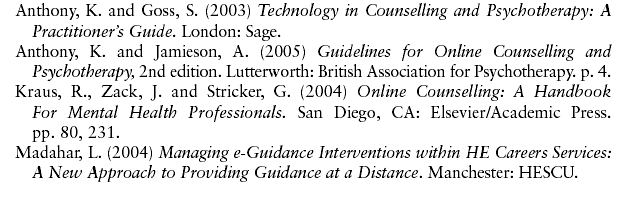 Anthony, K. and Goss, S. (2003) Technology in Counselling and Psychotherapy: A
Practitioner's Guide. London: Sage.
Anthony, K. and Jamieson, A. (2005) Guidelines for Online Counselling and
Psychotherapy, 2nd edition. Lutterworth: British Association for Psychotherapy. p. 4.
Kraus, R., Zack, J. and Stricker, G. (2004) Online Counselling: A Handbook
For Mental Health Professionals. San Diego, CA: Elsevier/Academic Press.
pp. 80, 231.
Madahar, L. (2004) Managing e-Guidance Interventions within HE Careers Services:
A New Approach to Providing Guidance at a Distance. Manchester: HESCU.